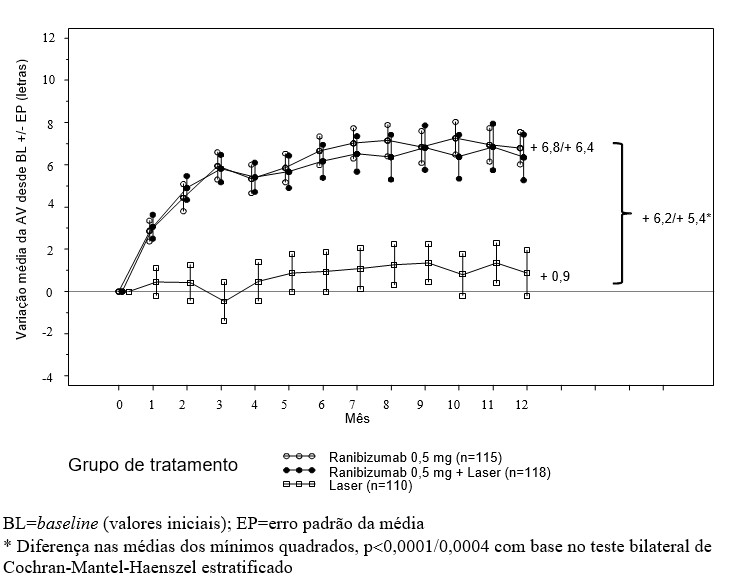 Variação média da AV desde BL +/- EP (letras)
12
10
8
6
4
2
0
-2
-4
+ 6,8/+ 6,4
+ 6,2/+ 5,4*
+ 0,9
0 1 2 3 4 5 6 7 8 9 10 11 12
Mês
Grupo de tratamento
Ranibizumab 0,5 mg (n=115)
Ranibizumab 0,5 mg + Laser (n=118)
Laser (n=110)
BL=baseline (valores iniciais); EP=erro padrão da média
* Diferença nas médias dos mínimos quadrados, p<0,0001/0,0004 com base no teste bilateral de
Cochran-Mantel-Haenszel estratificado